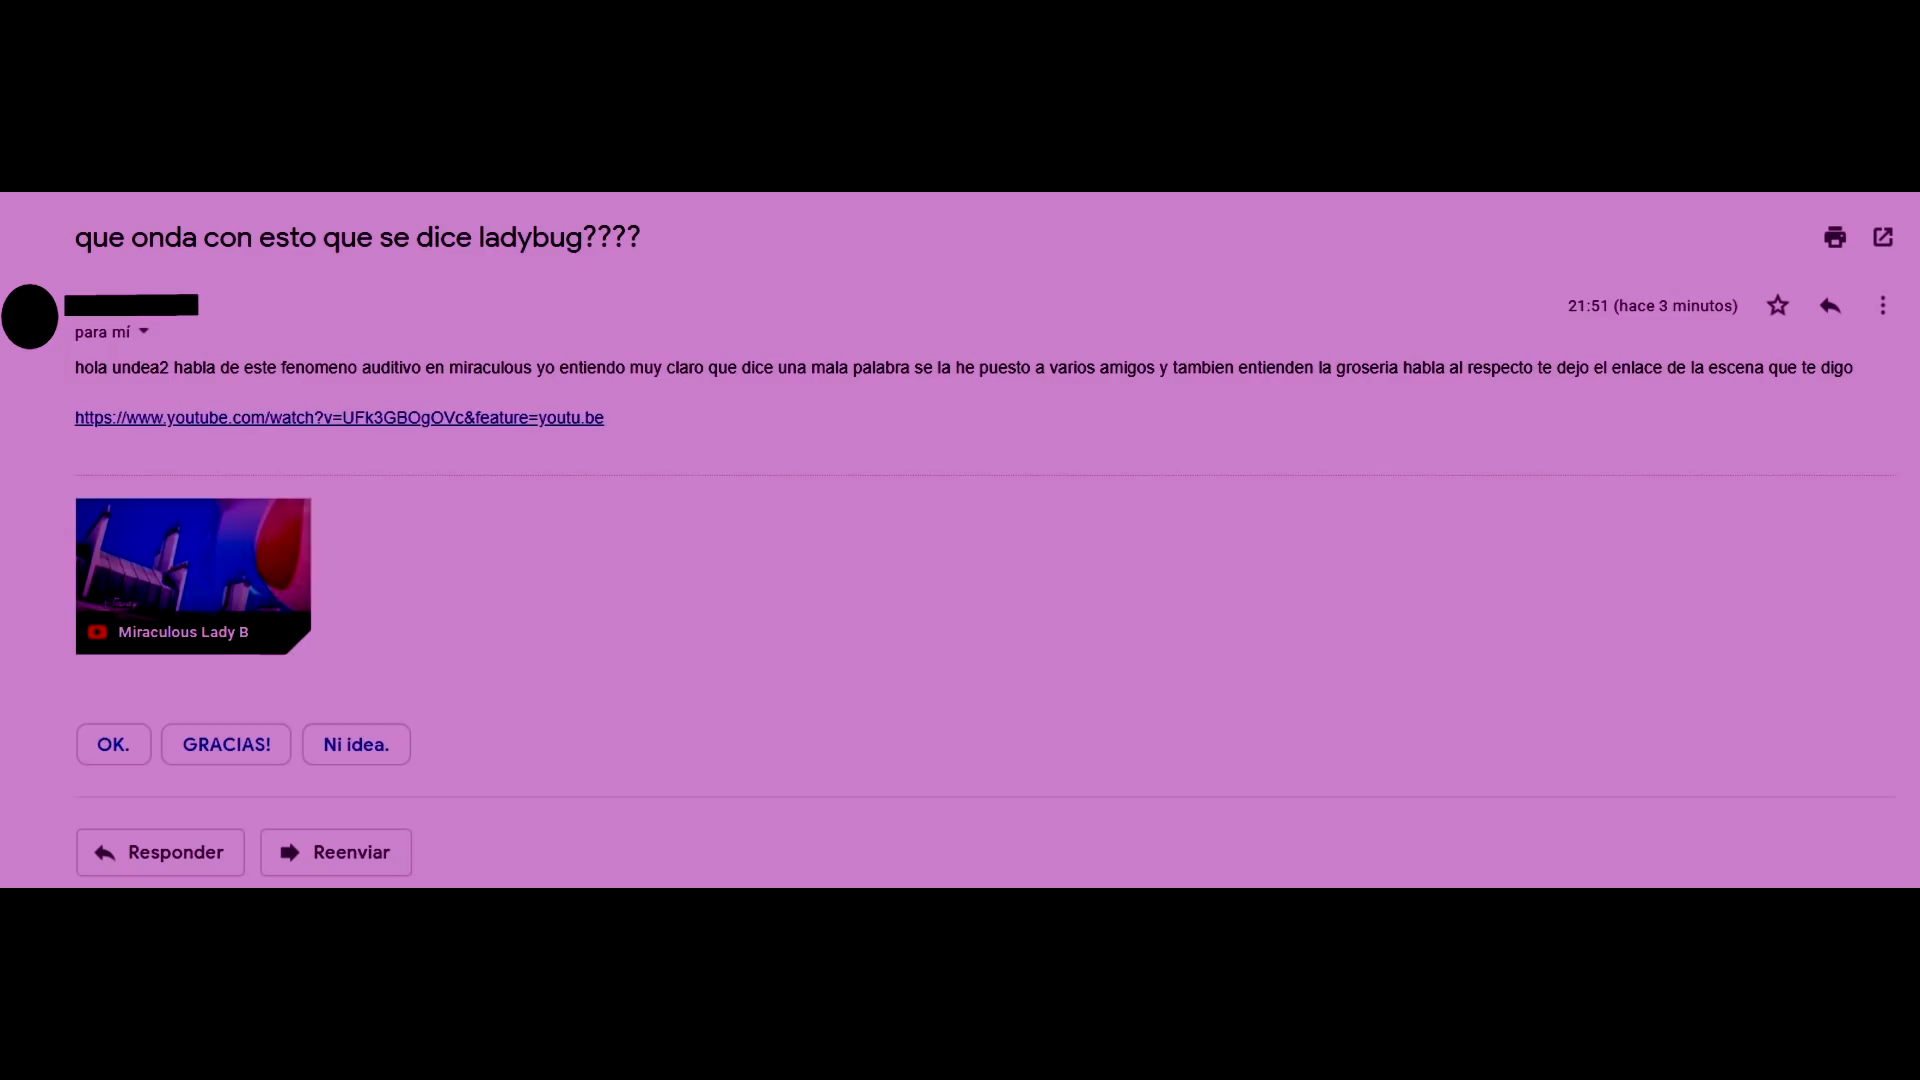 que onda con esto que se dice ladybug????
21:51 (hace 3 minutos)
para mí
hola undea2 habla de este fenomeno auditivo en miraculous yo entiendo muy claro que dice una mala palabra se la he puesto a varios amigos y tambien entienden la groseria habla al respecto te dejo el enlace de la escena que te digo
https://www.youtube.com/watch?v=UFk3GBOgOVc&feature=youtu.be
Miraculous Lady B
OK.
GRACIAS!
Ni idea.
Responder
Reenviar